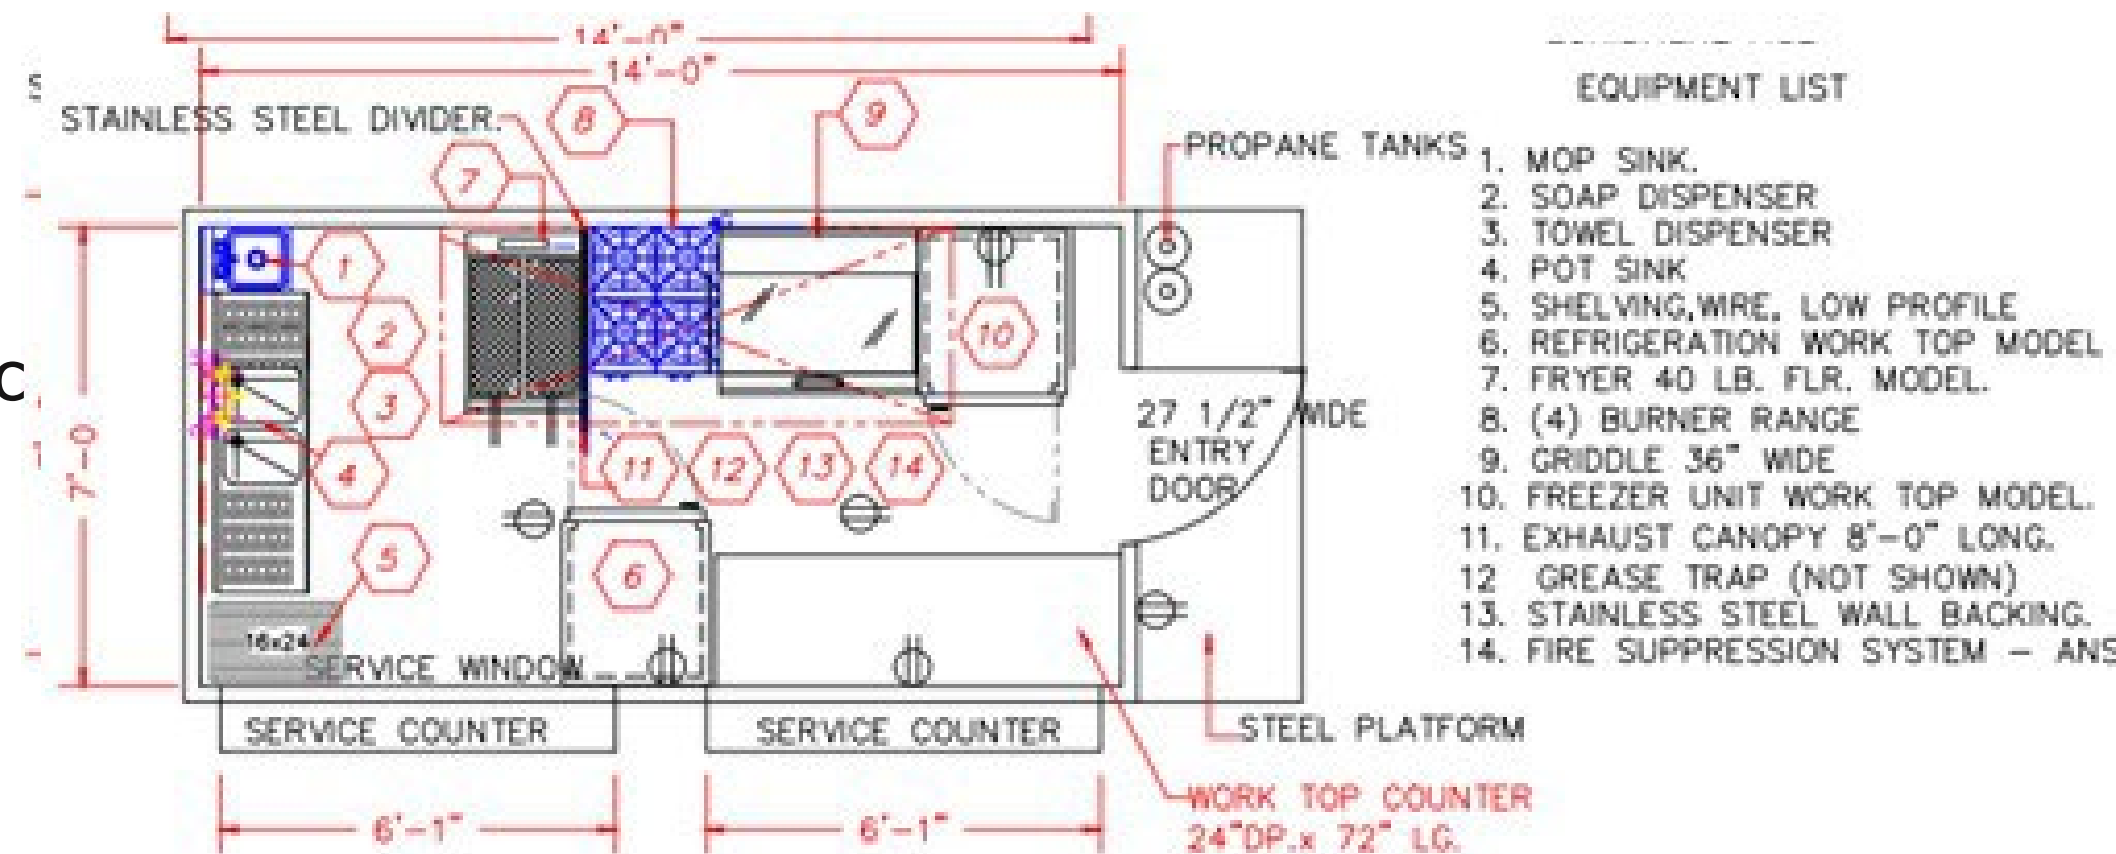 14'-0"
14'-0"
STAINLESS STEEL DIVIDER.
8
9
7
PROPANE TANKS
1
2
3
4
5
6
10
11
12
13
14
27 1/2" WIDE
ENTRY
DOOR
7'-0
16x24
SERVICE WINDOW
SERVICE COUNTER
SERVICE COUNTER
STEEL PLATFORM
6'-1"
6'-1"
WORK TOP COUNTER
24"DP.x 72" LG.
EQUIPMENT LIST
1. MOP SINK.
2. SOAP DISPENSER
3. TOWEL DISPENSER
4. POT SINK
5. SHELVING,WIRE, LOW PROFILE
6. REFRIGERATION WORK TOP MODEL
7. FRYER 40 LB. FLR. MODEL.
8. (4) BURNER RANGE
9. GRIDDLE 36" WIDE
10. FREEZER UNIT WORK TOP MODEL.
11. EXHAUST CANOPY 8'-0" LONG.
12 GREASE TRAP (NOT SHOWN)
13. STAINLESS STEEL WALL BACKING.
14. FIRE SUPPRESSION SYSTEM – ANS